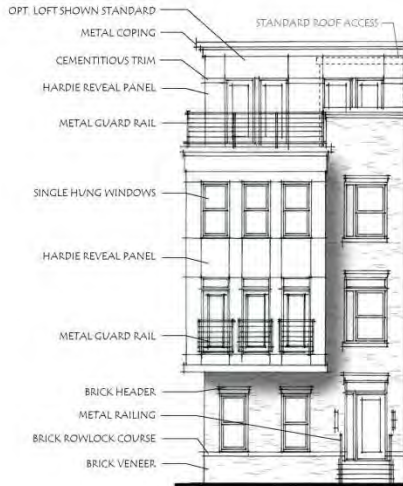 OPT. LOFT SHOWN STANDARD
STANDARD ROOF ACCESS
METAL COPING
CEMENTITIOUS TRIM
HARDIE REVEAL PANEL
METAL GUARD RAIL
SINGLE HUNG WINDOWS
HARDIE REVEAL PANEL
METAL GUARD RAIL
BRICK HEADER
METAL RAILING
BRICK ROWLOCK COURSE
BRICK VENEER